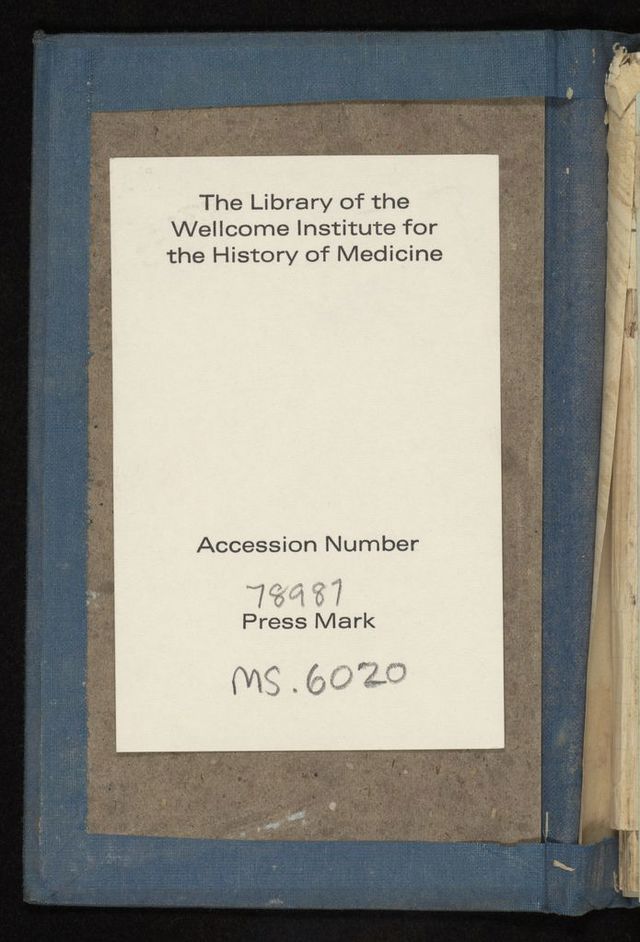 The Library of the
Wellcome Institute for
the History of Medicine
Accession Number
78987
Press Mark
MS. 6020